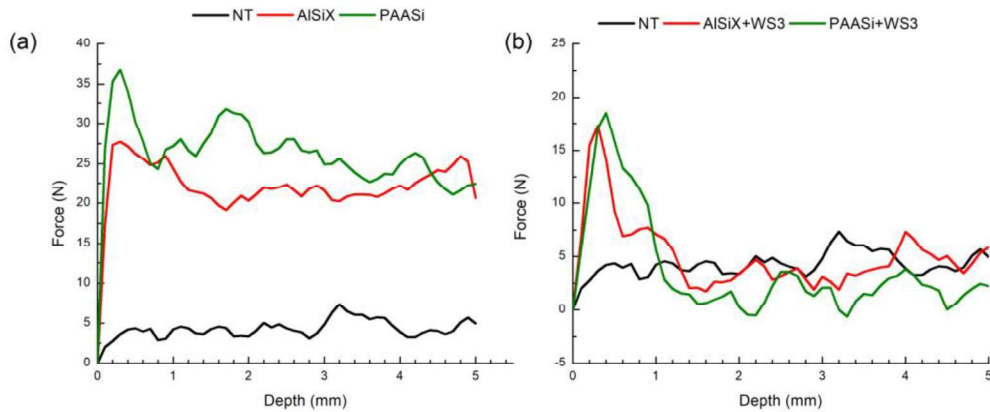 (a)
NT AlSiX PAASi
Force (N)
40
35
30
25
20
15
10
5
0
0 1 2 3 4 5
Depth (mm)
(b)
NT AlSiX+WS3 PAASi+WS3
Force (N)
25
20
15
10
5
0
-5
0 1 2 3 4 5
Depth (mm)